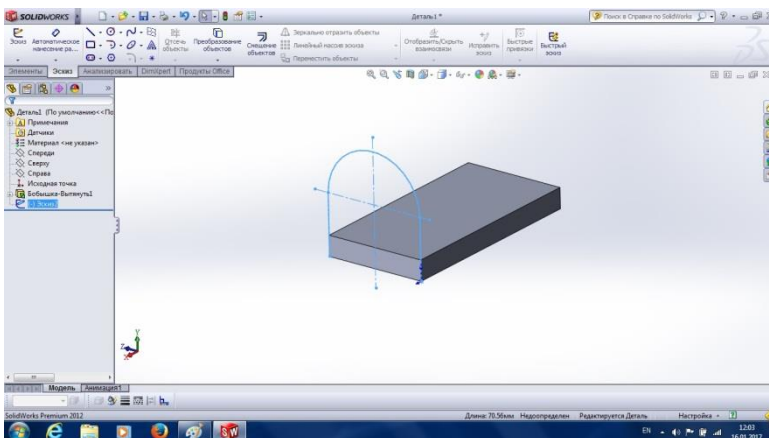 SOLIDWORKS
Деталь1 *
Поиск в Справке по SolidWorks
Эскиз
Автоматическое нанесение ра...
Отсечь объекты
Преобразование объектов
Смещение объектов
Зеркально отразить объекты
Линейный массив эскиза
Переместить объекты
Отобразить/Скрыть взаимосвязи
Исправить эскиз
Быстрые привязки
Быстрый эскиз
Элементы
Эскиз
Анализировать
DimXpert
Продукты Office
Деталь1 (По умолчанию<<По
Примечания
Датчики
Материал <не указан>
Спереди
Сверху
Справа
Исходная точка
Бобышка-Вытянуть1
Y
Z
X
Модель
Анимация1
SolidWorks Premium 2012
Длина: 70.56мм
Недоопределен
Редактируется Деталь
Настройка
EN
12:03
16.01.2017